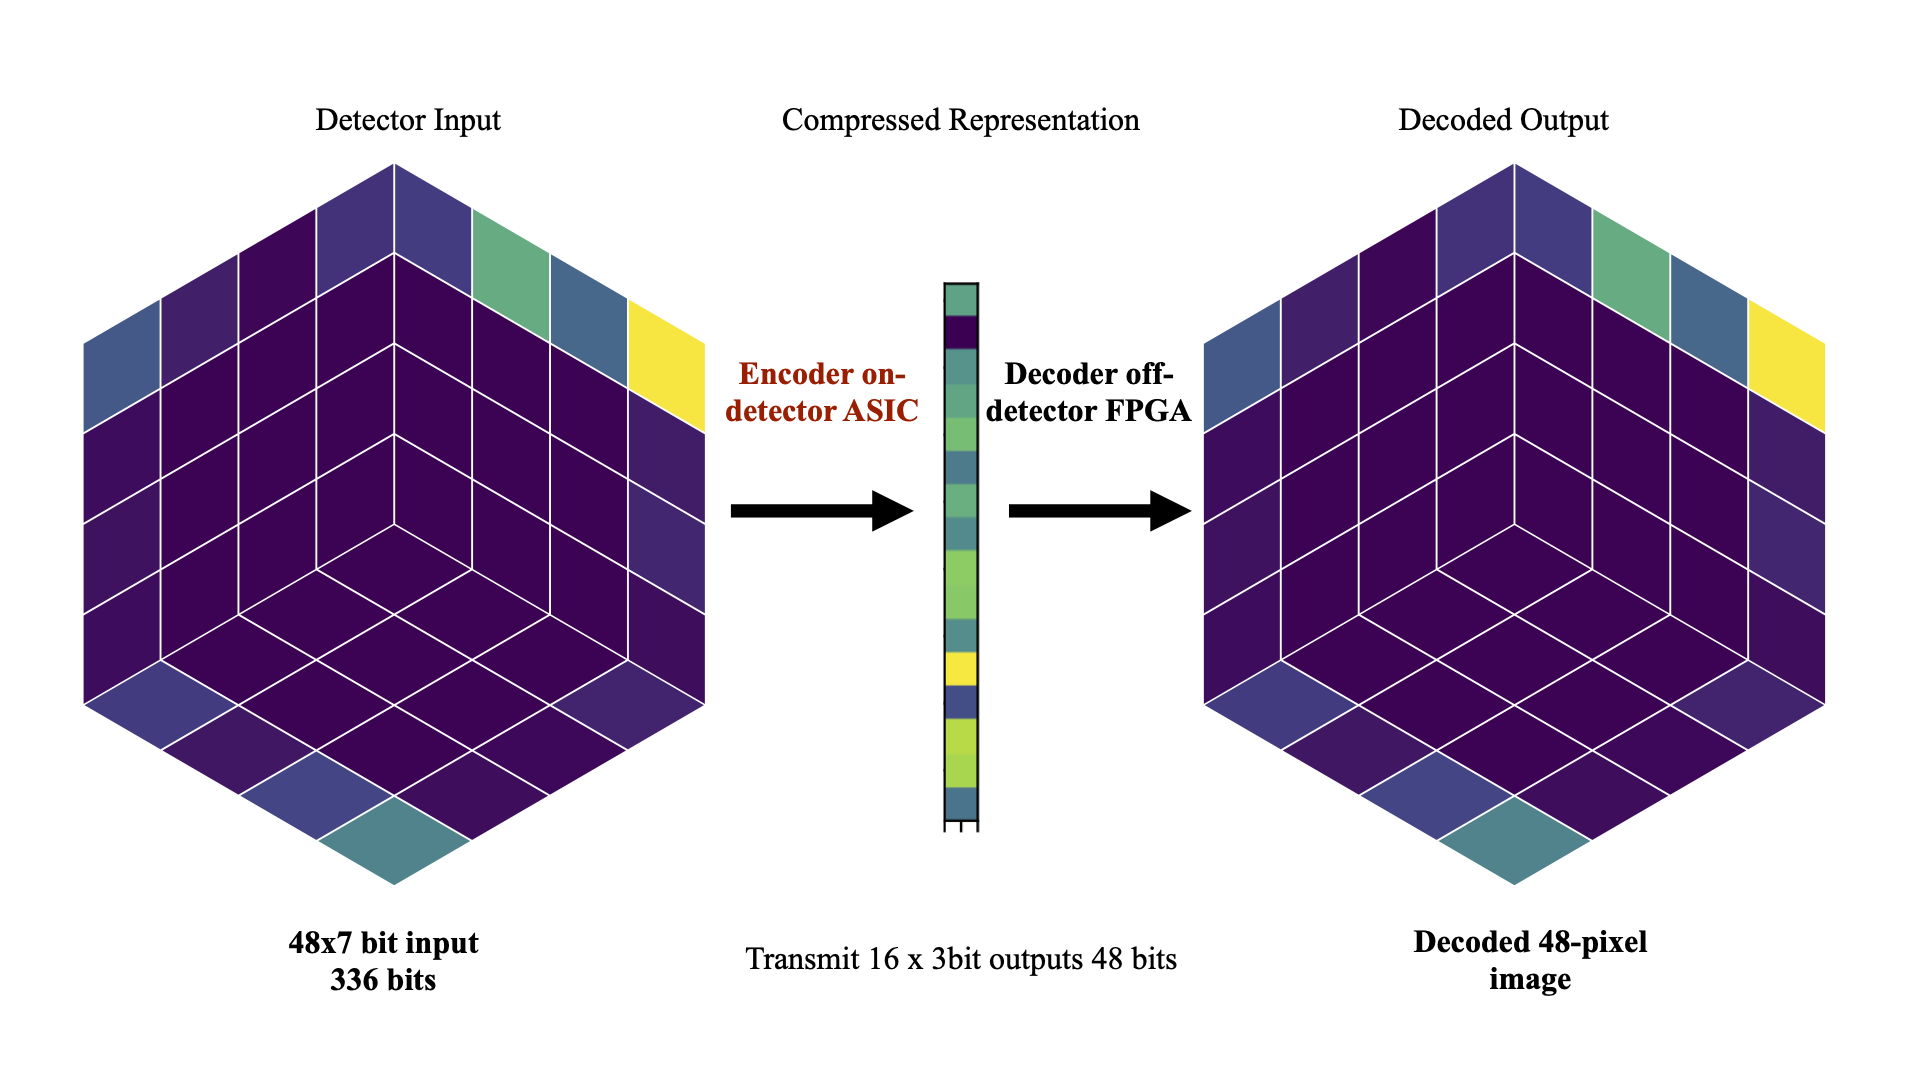 Detector Input
Compressed Representation
Decoded Output
Encoder on-
detector ASIC
Decoder off-
detector FPGA
48x7 bit input
336 bits
Transmit 16 x 3bit outputs 48 bits
Decoded 48-pixel
image